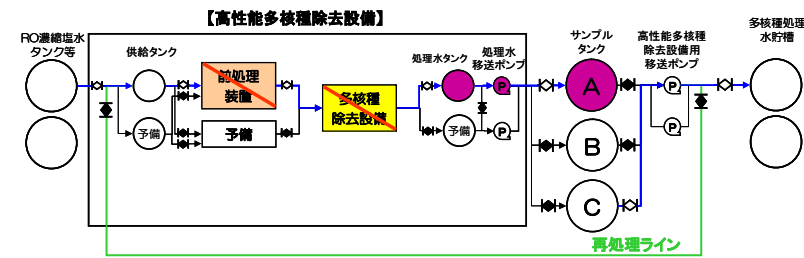 【高性能多核種除去設備】
RO濃縮塩水
タンク等
供給タンク
前処理
装置
予備
予備
多核種
除去設備
処理水タンク
処理水
移送ポンプ
P
予備
P
サンプル
タンク
A
B
C
高性能多核種
除去設備用
移送ポンプ
P
P
多核種処理
水貯槽
再処理ライン